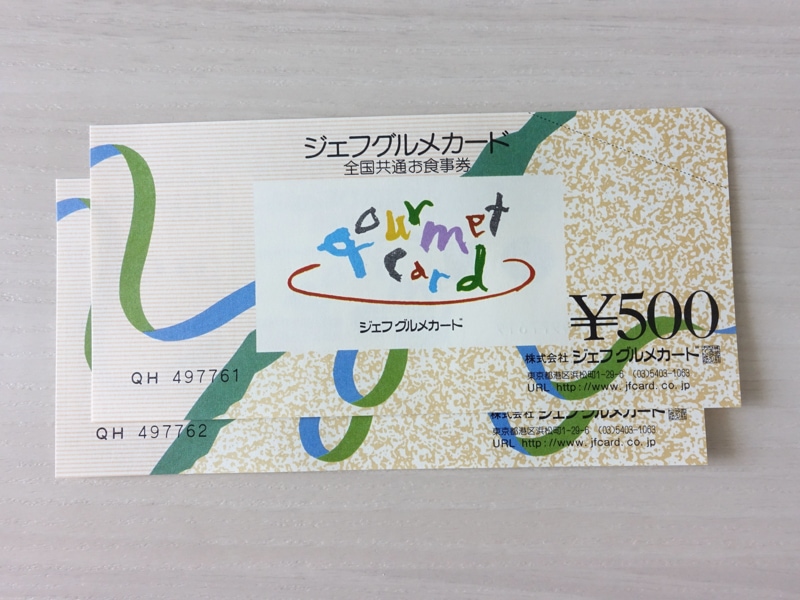 ジェフグルメカード
全国共通お食事券
gourmet
card
ジェフグルメカード
¥500
株式会社 ジェフグルメカード
東京都港区浜松町1-29-6 (03)5403-1063
URL http://www.jfcard.co.jp
QH 497761
株式会社 ジェフグルメカード
東京都港区浜松町1-29-6 (03)5403-1063
URL http://www.jfcard.co.jp
QH 497762